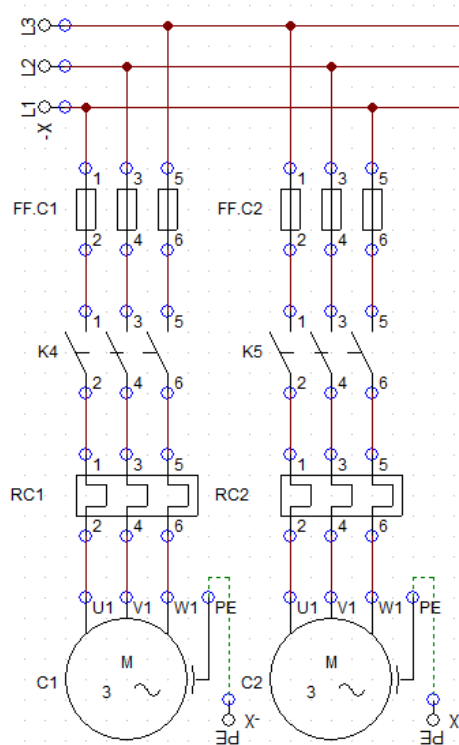 L3
L2
L1
-X
1 3 5 1 3 5
FF.C1 FF.C2
2 4 6 2 4 6
1 3 5 1 3 5
K4 K5
2 4 6 2 4 6
1 3 5 1 3 5
RC1 RC2
2 4 6 2 4 6
U1 V1 W1 PE U1 V1 W1 PE
M M
C1 C2
3 3
X- X-
PE PE